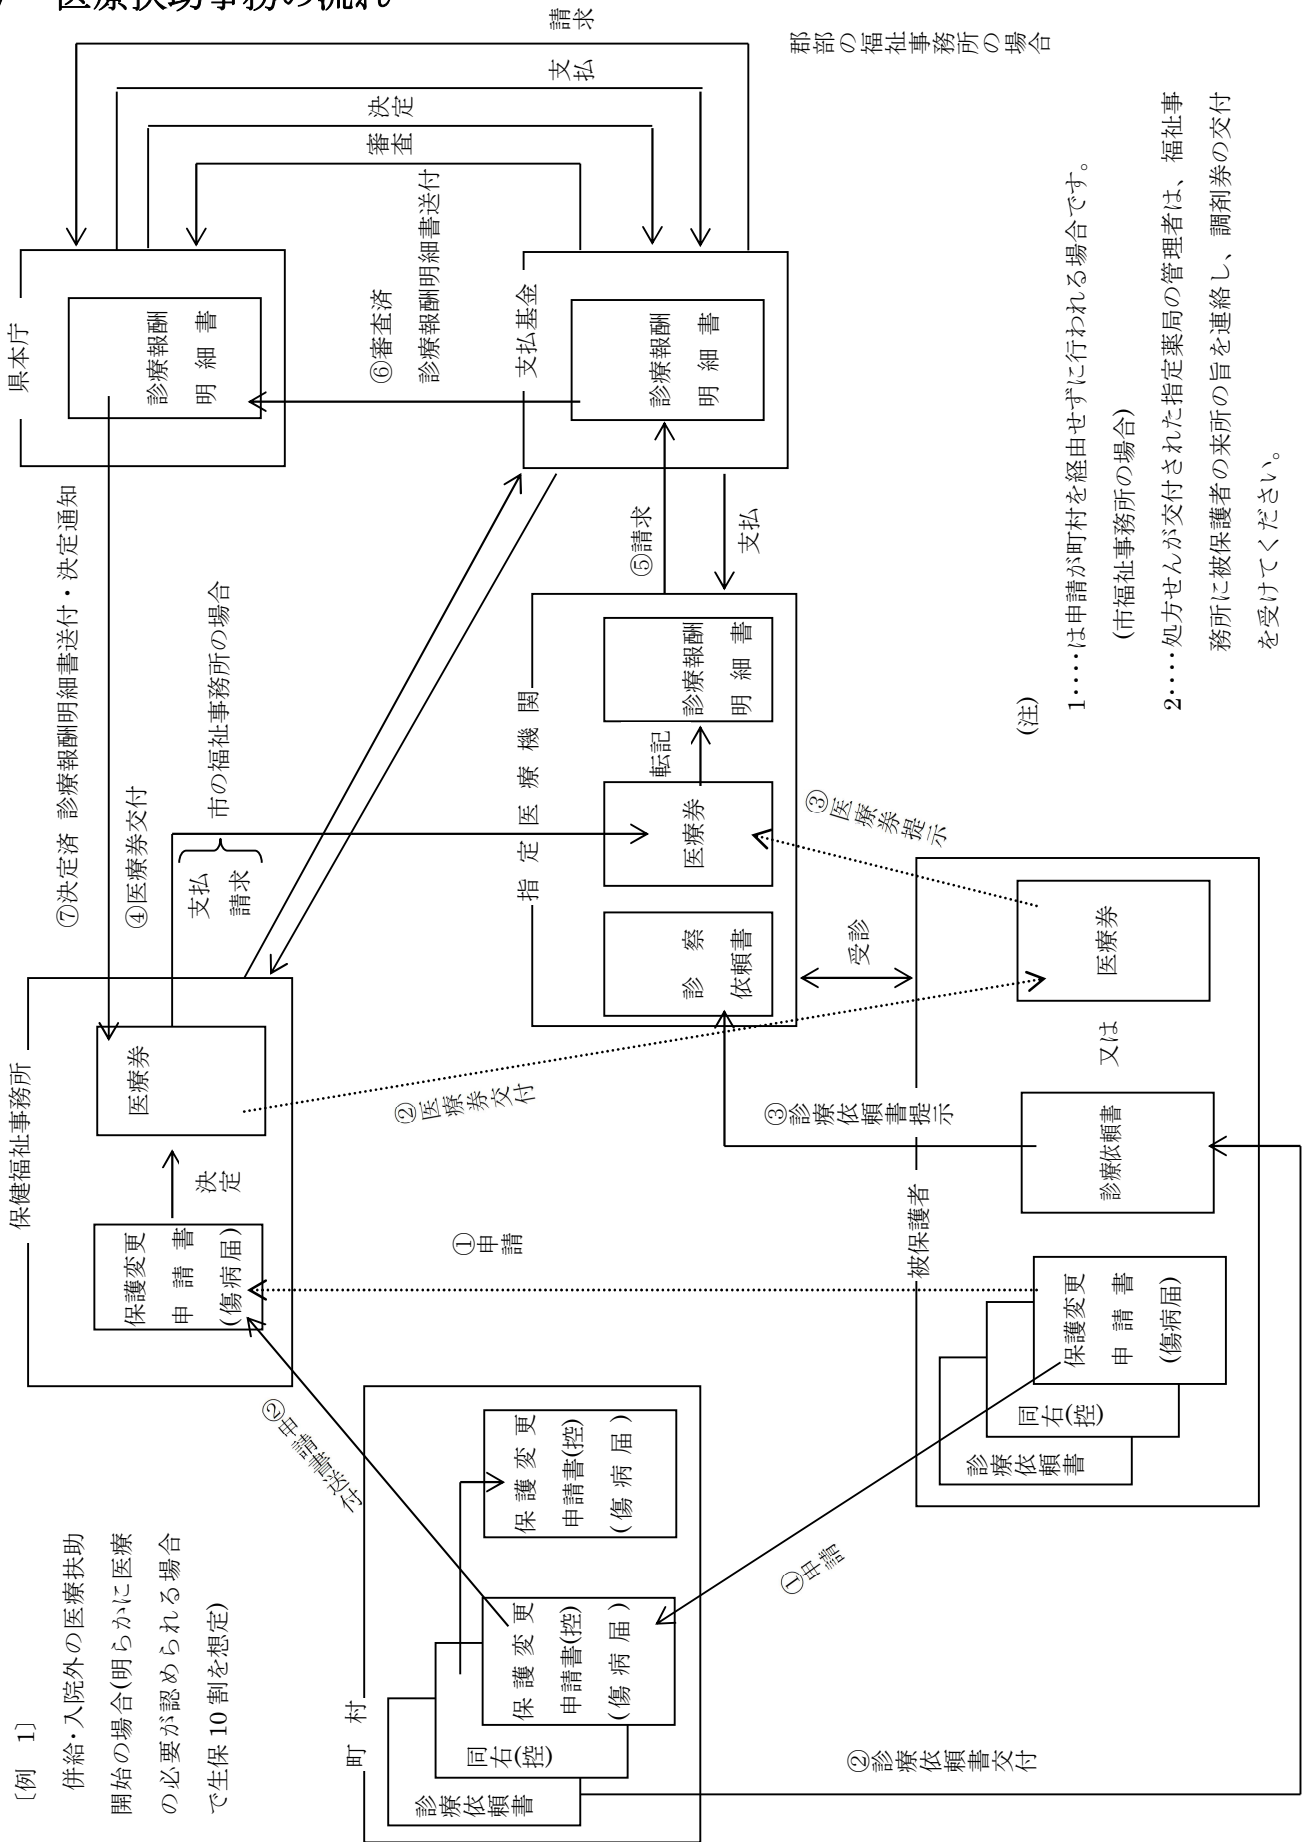 医療扶助事務の流れ
[例 1]
併給・入院外の医療扶助
開始の場合(明らかに医療
の必要が認められる場合
で生保10割を想定)
保健福祉事務所
保護変更
申請書
(傷病届)
決定
医療券
⑦決定済 診療報酬明細書送付・決定通知
④医療券交付
支払
請求
市の福祉事務所の場合
県本庁
診療報酬
明細書
請求
支払
決定
審査
⑥審査済
診療報酬明細書送付
支払基金
診療報酬
明細書
郡部の福祉事務所の場合
⑤請求
支払
指定医療機関
診察
依頼書
医療券
転記
診療報酬
明細書
②医療券交付
③医療券提示
受診
③診療依頼書提示
①申請
②申請書送付
町村
診療依頼書
同右(控)
保護変更
申請書(控)
(傷病届)
保護変更
申請書(控)
(傷病届)
①申請
②診療依頼書交付
被保護者
診療依頼書
同右(控)
保護変更
申請書
(傷病届)
診療依頼書
又は
医療券
(注)
1‥‥は申請が町村を経由せずに行われる場合です。
(市福祉事務所の場合)
2‥‥処方せんが交付された指定薬局の管理者は、福祉事
務所に被保護者の来所の旨を連絡し、調剤券の交付
を受けてください。